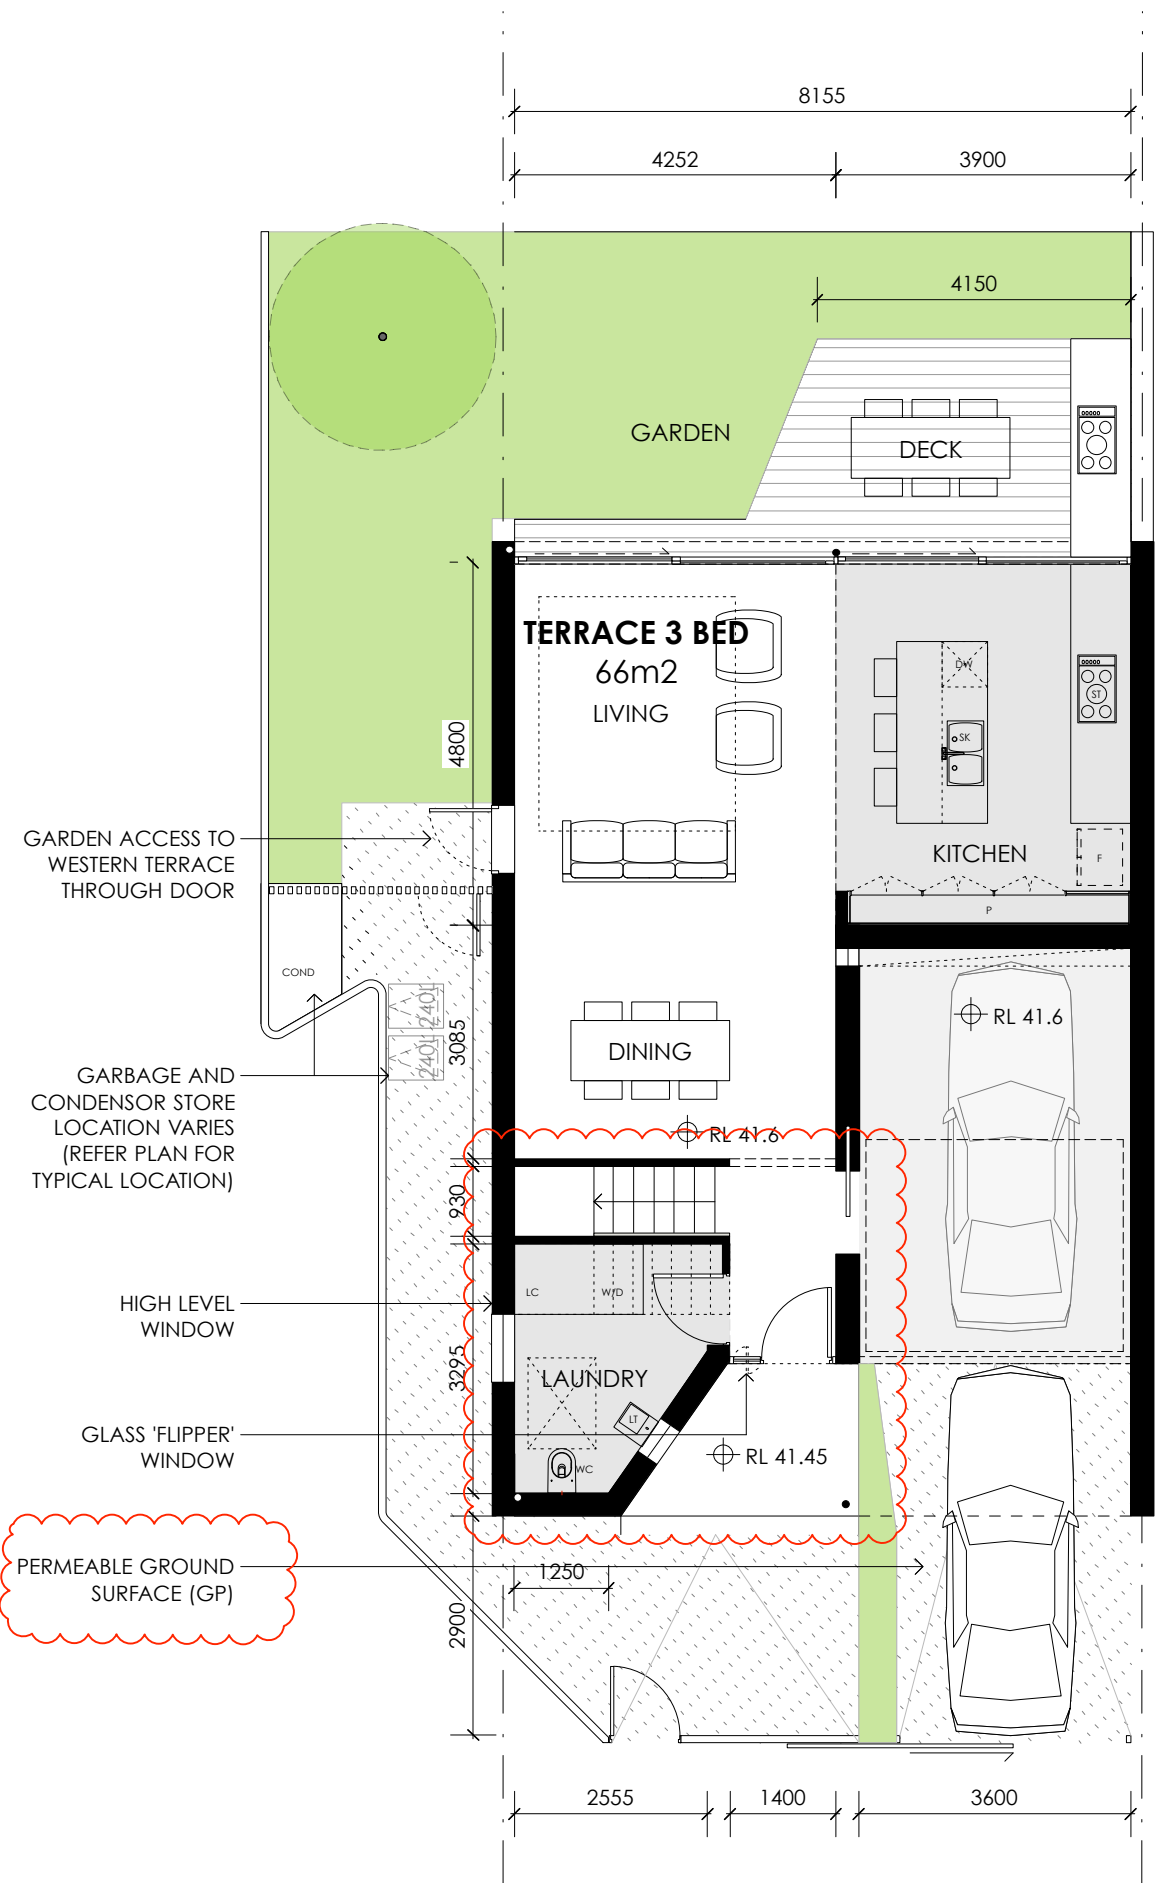 8155
4252
3900
4150
GARDEN
DECK
TERRACE 3 BED
66m2
LIVING
DW
ST
SK
4800
GARDEN ACCESS TO
WESTERN TERRACE
THROUGH DOOR
KITCHEN
F
P
COND
240L
240L
3085
RL 41.6
DINING
GARBAGE AND
CONDENSOR STORE
LOCATION VARIES
(REFER PLAN FOR
TYPICAL LOCATION)
RL 41.6
930
LC
W/D
HIGH LEVEL
WINDOW
3295
LAUNDRY
LT
GLASS 'FLIPPER'
WINDOW
RL 41.45
WC
PERMEABLE GROUND
SURFACE (GP)
1250
2900
2555
1400
3600